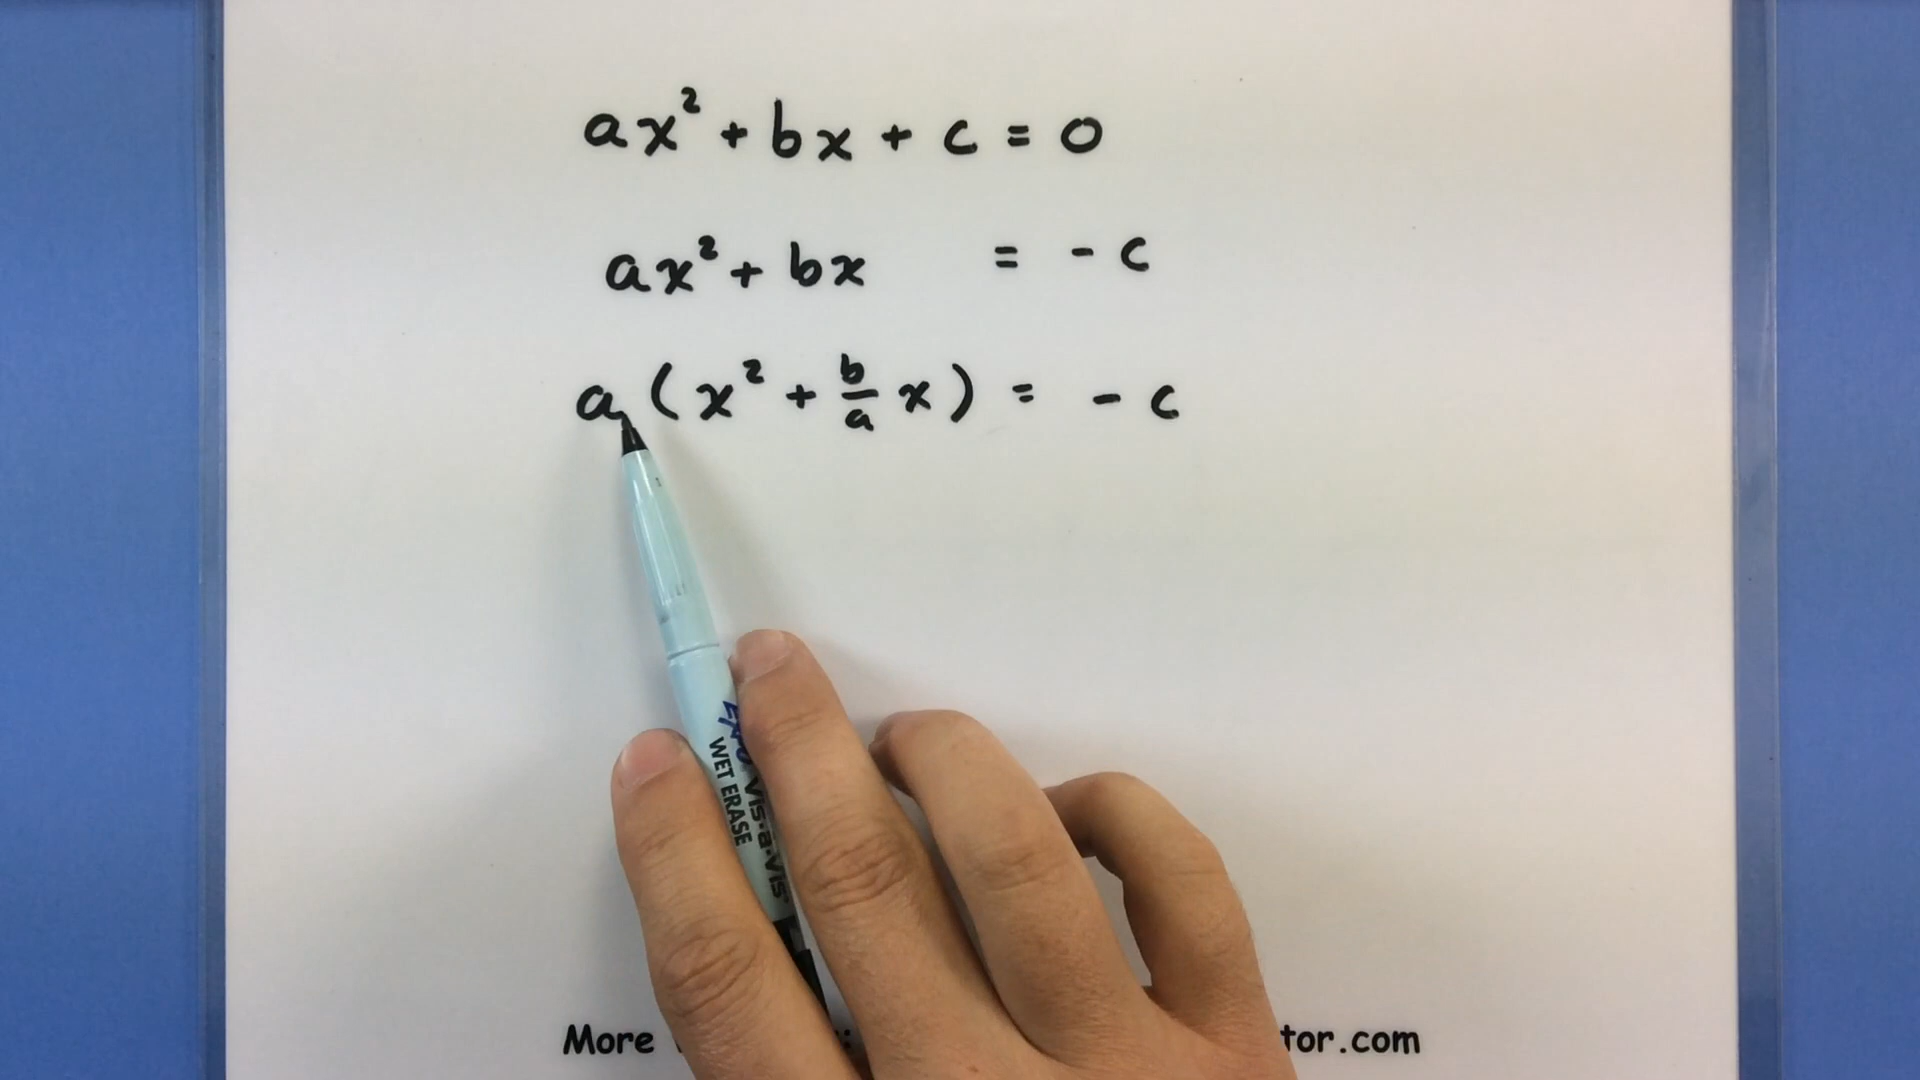 ax² + bx + c = 0
ax² + bx = - c
a(x² + b/a x) = - c
EXPO Vis-à-Vis
WET ERASE
More
tor.com